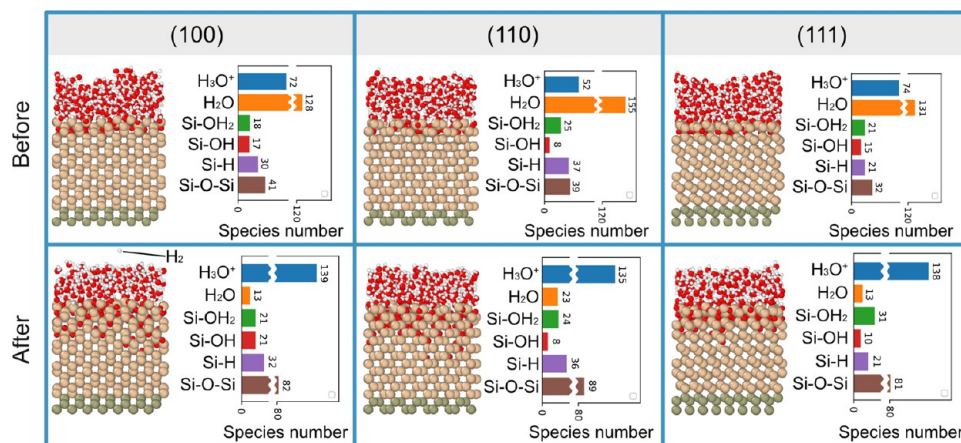 (100) (110) (111)
Before
H₃O⁺ 72
H₂O 128
Si-OH₂ 18
Si-OH 17
Si-H 30
Si-O-Si 41
0 120
Species number
H₃O⁺ 52
H₂O 155
Si-OH₂ 25
Si-OH 8
Si-H 37
Si-O-Si 39
0 120
Species number
H₃O⁺ 74
H₂O 131
Si-OH₂ 21
Si-OH 15
Si-H 21
Si-O-Si 32
0 120
Species number
After
H₂
H₃O⁺ 139
H₂O 13
Si-OH₂ 21
Si-OH 21
Si-H 32
Si-O-Si 82
0 80
Species number
H₃O⁺ 135
H₂O 23
Si-OH₂ 24
Si-OH 8
Si-H 36
Si-O-Si 89
0 80
Species number
H₃O⁺ 138
H₂O 13
Si-OH₂ 31
Si-OH 10
Si-H 21
Si-O-Si 81
0 80
Species number